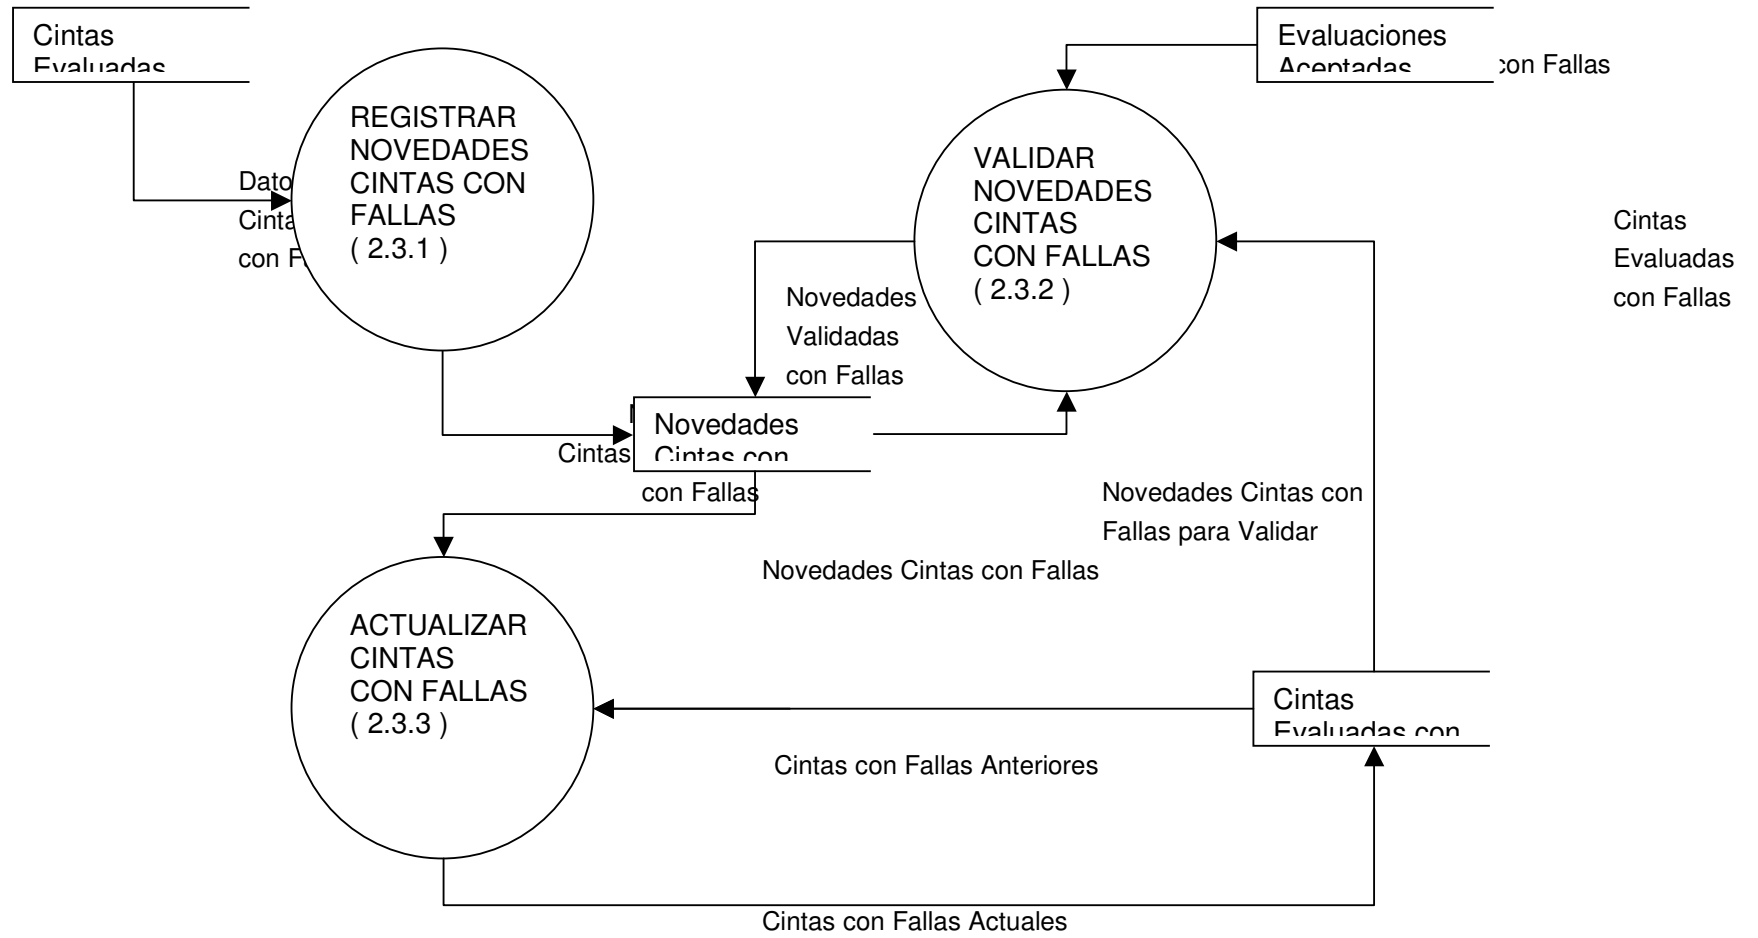 Cintas
Evaluadas
Evaluaciones
Aceptadas
con Fallas
REGISTRAR
NOVEDADES
CINTAS CON
FALLAS
( 2.3.1 )
Dato
Cinta
con F
VALIDAR
NOVEDADES
CINTAS
CON FALLAS
( 2.3.2 )
Cintas
Evaluadas
con Fallas
Novedades
Validadas
con Fallas
Novedades
Cintas con
Cintas
con Fallas
Novedades Cintas con
Fallas para Validar
Novedades Cintas con Fallas
ACTUALIZAR
CINTAS
CON FALLAS
( 2.3.3 )
Cintas
Evaluadas con
Cintas con Fallas Anteriores
Cintas con Fallas Actuales